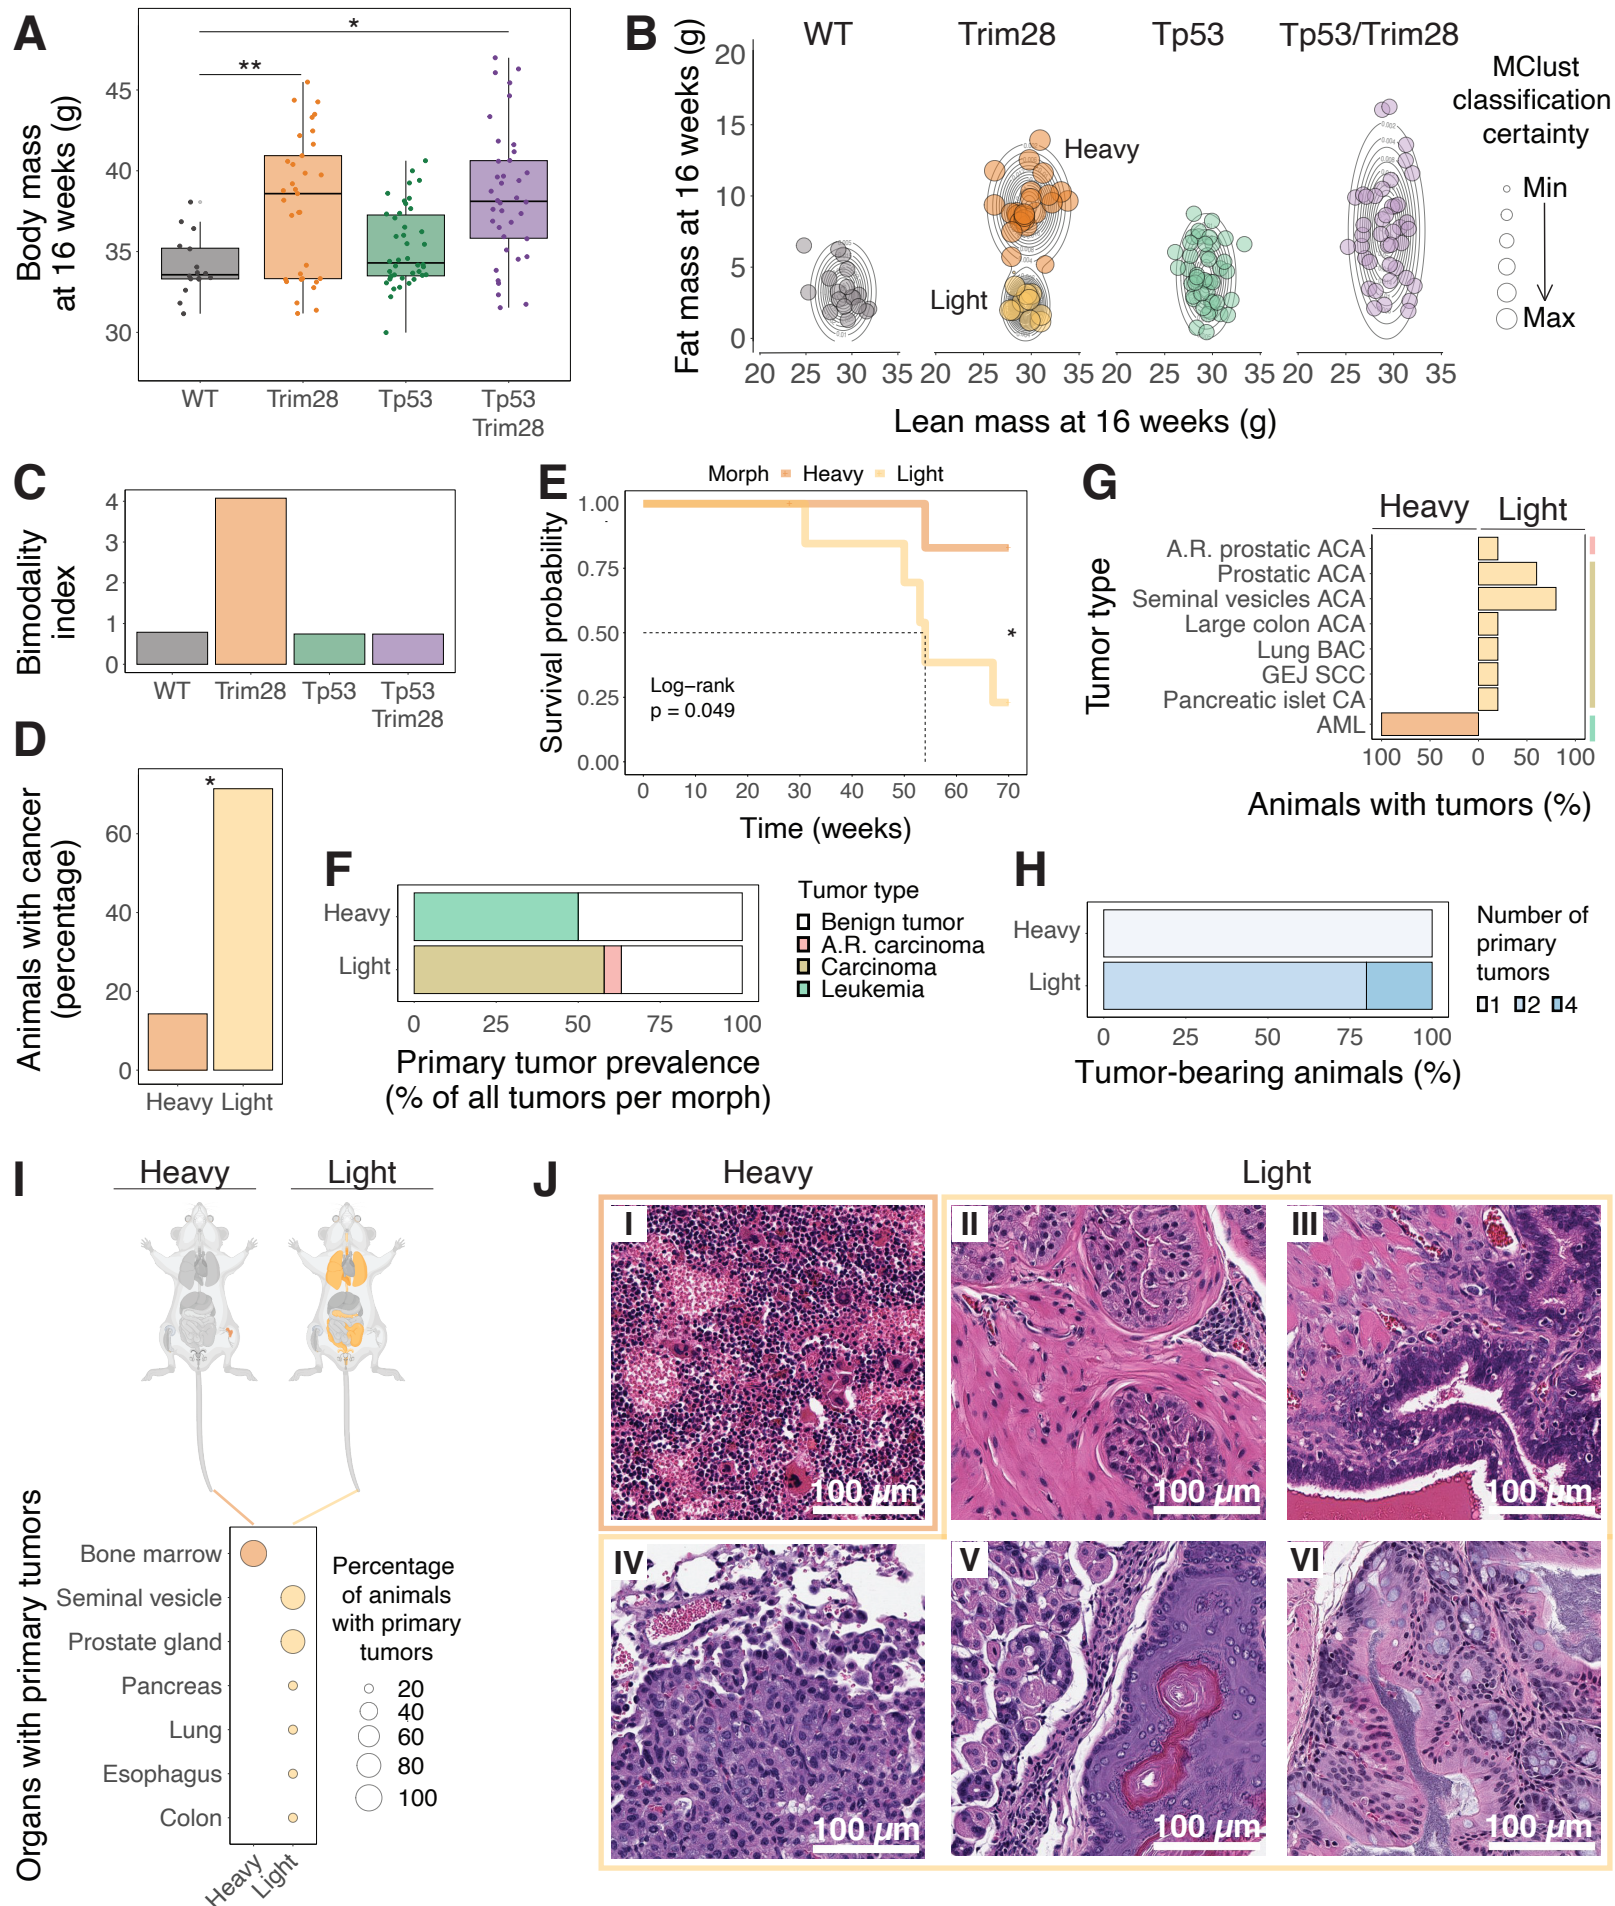 A
Body mass
at 16 weeks (g)
45
40
35
30
**
*
WT
Trim28
Tp53
Tp53
Trim28
B
Fat mass at 16 weeks (g)
20
15
10
5
0
WT
Trim28
Tp53
Tp53/Trim28
Heavy
Light
20 25 30 35 20 25 30 35 20 25 30 35 20 25 30 35
Lean mass at 16 weeks (g)
MClust
classification
certainty
Min
Max
C
Bimodality
index
4
3
2
1
0
WT
Trim28
Tp53
Tp53
Trim28
D
Animals with cancer
(percentage)
60
40
20
0
*
Heavy Light
E
Morph Heavy Light
Survival probability
1.00
0.75
0.50
0.25
0.00
*
Log-rank
p = 0.049
0 10 20 30 40 50 60 70
Time (weeks)
F
Heavy
Light
0 25 50 75 100
Primary tumor prevalence
(% of all tumors per morph)
Tumor type
Benign tumor
A.R. carcinoma
Carcinoma
Leukemia
G
Heavy Light
Tumor type
A.R. prostatic ACA
Prostatic ACA
Seminal vesicles ACA
Large colon ACA
Lung BAC
GEJ SCC
Pancreatic islet CA
AML
100 50 0 50 100
Animals with tumors (%)
H
Heavy
Light
0 25 50 75 100
Tumor-bearing animals (%)
Number of
primary
tumors
1 2 4
I
Heavy
Light
Organs with primary tumors
Bone marrow
Seminal vesicle
Prostate gland
Pancreas
Lung
Esophagus
Colon
Heavy
Light
Percentage
of animals
with primary
tumors
20
40
60
80
100
J
Heavy
Light
I
100 µm
II
100 µm
III
100 µm
IV
100 µm
V
100 µm
VI
100 µm